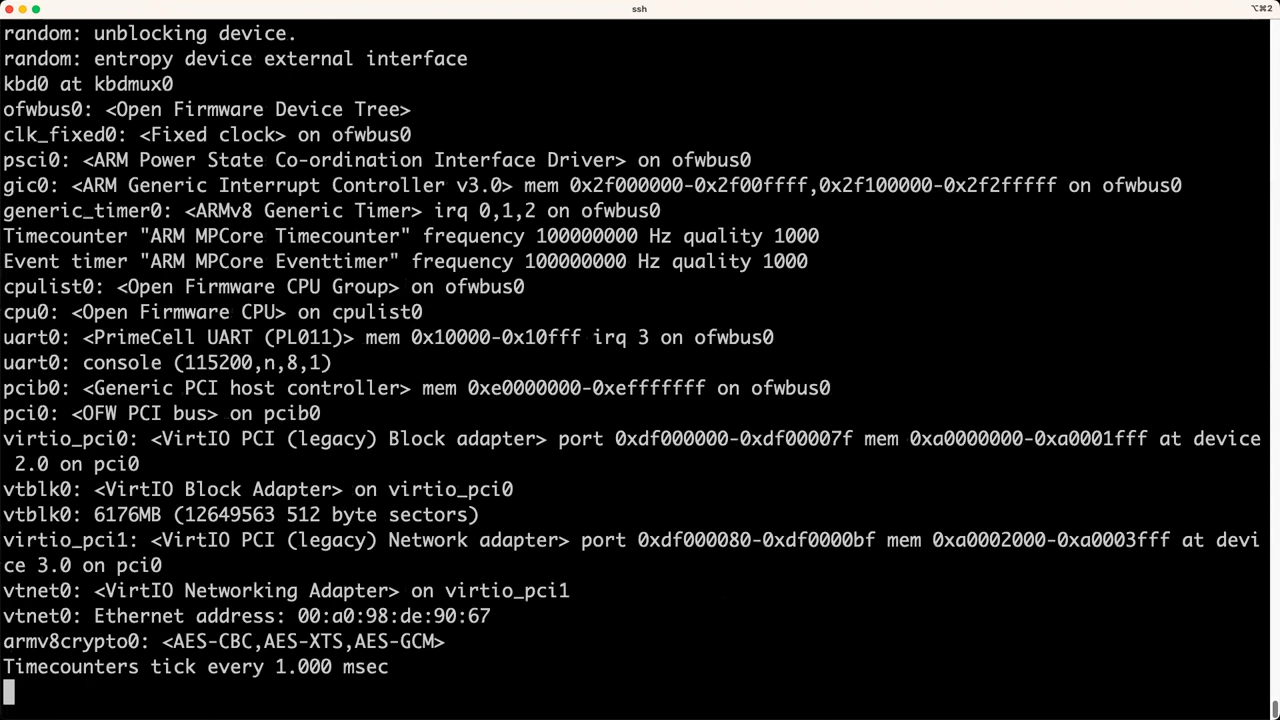 ssh
⌥⌘2
random: unblocking device.
random: entropy device external interface
kbd0 at kbdmux0
ofwbus0: <Open Firmware Device Tree>
clk_fixed0: <Fixed clock> on ofwbus0
psci0: <ARM Power State Co-ordination Interface Driver> on ofwbus0
gic0: <ARM Generic Interrupt Controller v3.0> mem 0x2f000000-0x2f00ffff,0x2f100000-0x2f2fffff on ofwbus0
generic_timer0: <ARMv8 Generic Timer> irq 0,1,2 on ofwbus0
Timecounter "ARM MPCore Timecounter" frequency 100000000 Hz quality 1000
Event timer "ARM MPCore Eventtimer" frequency 100000000 Hz quality 1000
cpulist0: <Open Firmware CPU Group> on ofwbus0
cpu0: <Open Firmware CPU> on cpulist0
uart0: <PrimeCell UART (PL011)> mem 0x10000-0x10fff irq 3 on ofwbus0
uart0: console (115200,n,8,1)
pcib0: <Generic PCI host controller> mem 0xe0000000-0xefffffff on ofwbus0
pci0: <OFW PCI bus> on pcib0
virtio_pci0: <VirtIO PCI (legacy) Block adapter> port 0xdf000000-0xdf00007f mem 0xa0000000-0xa0001fff at device
 2.0 on pci0
vtblk0: <VirtIO Block Adapter> on virtio_pci0
vtblk0: 6176MB (12649563 512 byte sectors)
virtio_pci1: <VirtIO PCI (legacy) Network adapter> port 0xdf000080-0xdf0000bf mem 0xa0002000-0xa0003fff at devi
ce 3.0 on pci0
vtnet0: <VirtIO Networking Adapter> on virtio_pci1
vtnet0: Ethernet address: 00:a0:98:de:90:67
armv8crypto0: <AES-CBC,AES-XTS,AES-GCM>
Timecounters tick every 1.000 msec